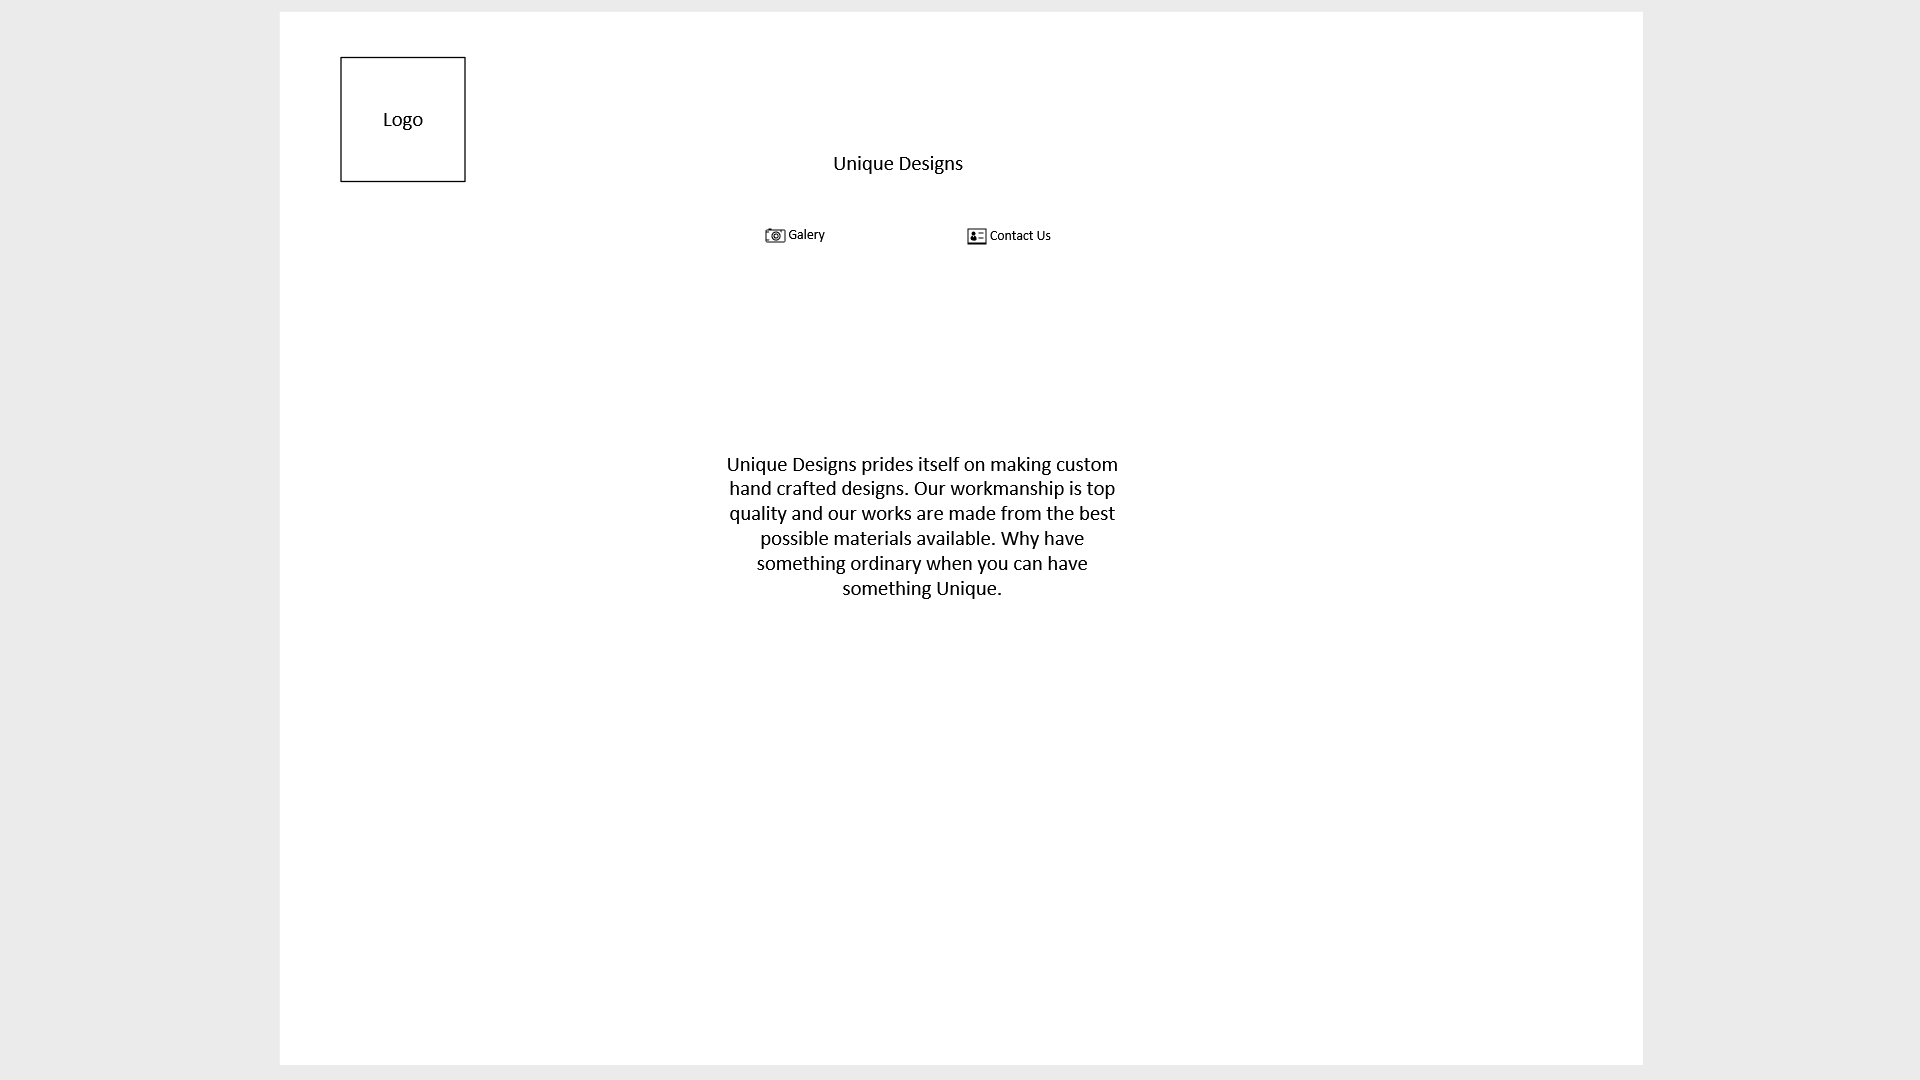 Logo
Unique Designs
Galery
Contact Us
Unique Designs prides itself on making custom
hand crafted designs. Our workmanship is top
quality and our works are made from the best
possible materials available. Why have
something ordinary when you can have
something Unique.